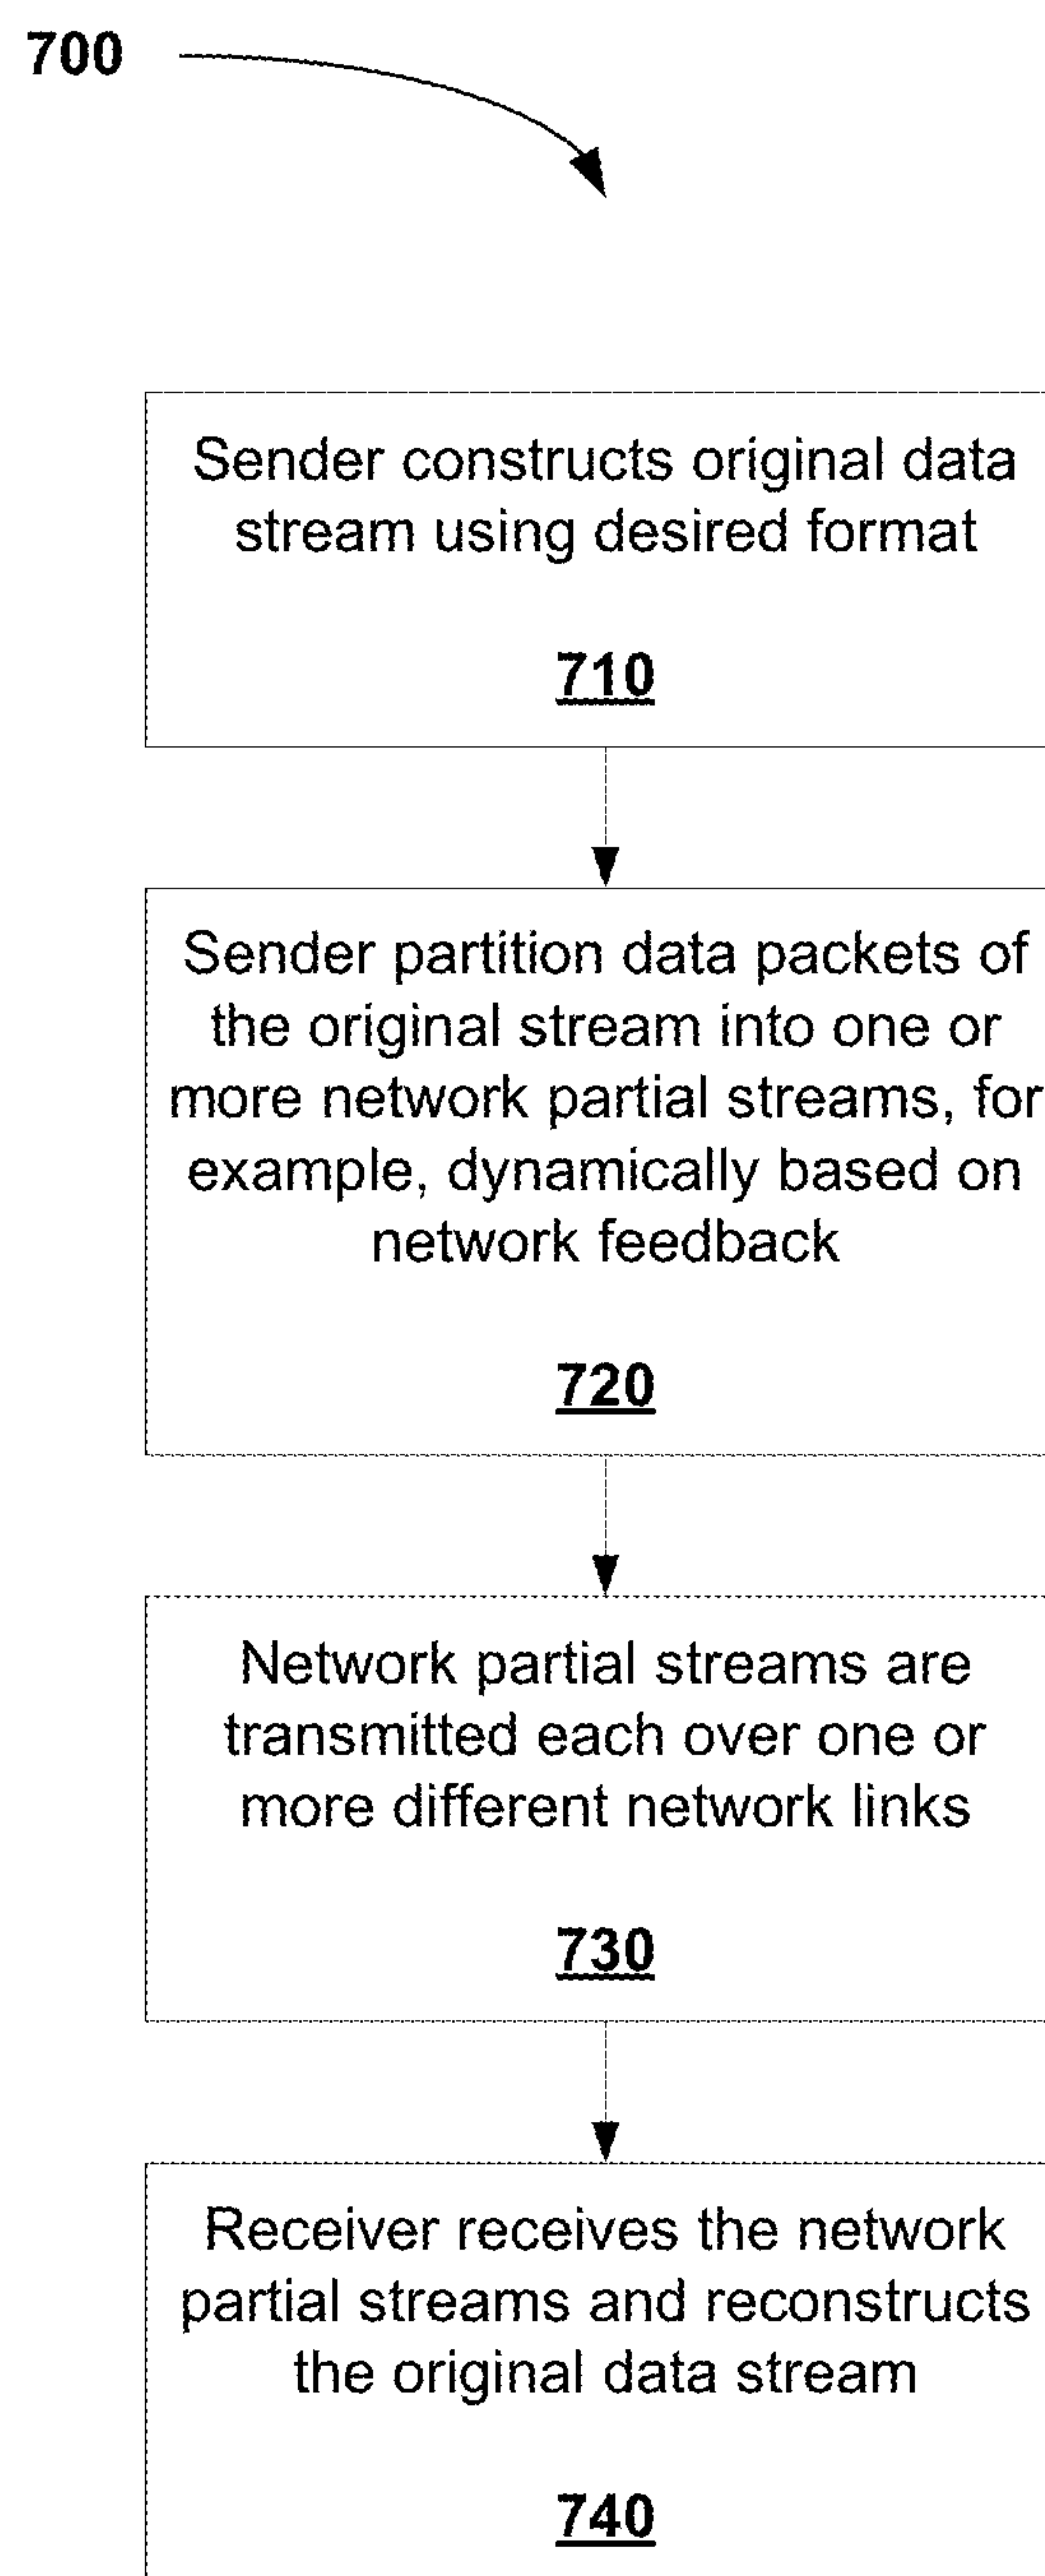 700
Sender constructs original data
stream using desired format
710
Sender partition data packets of
the original stream into one or
more network partial streams, for
example, dynamically based on
network feedback
720
Network partial streams are
transmitted each over one or
more different network links
730
Receiver receives the network
partial streams and reconstructs
the original data stream
740